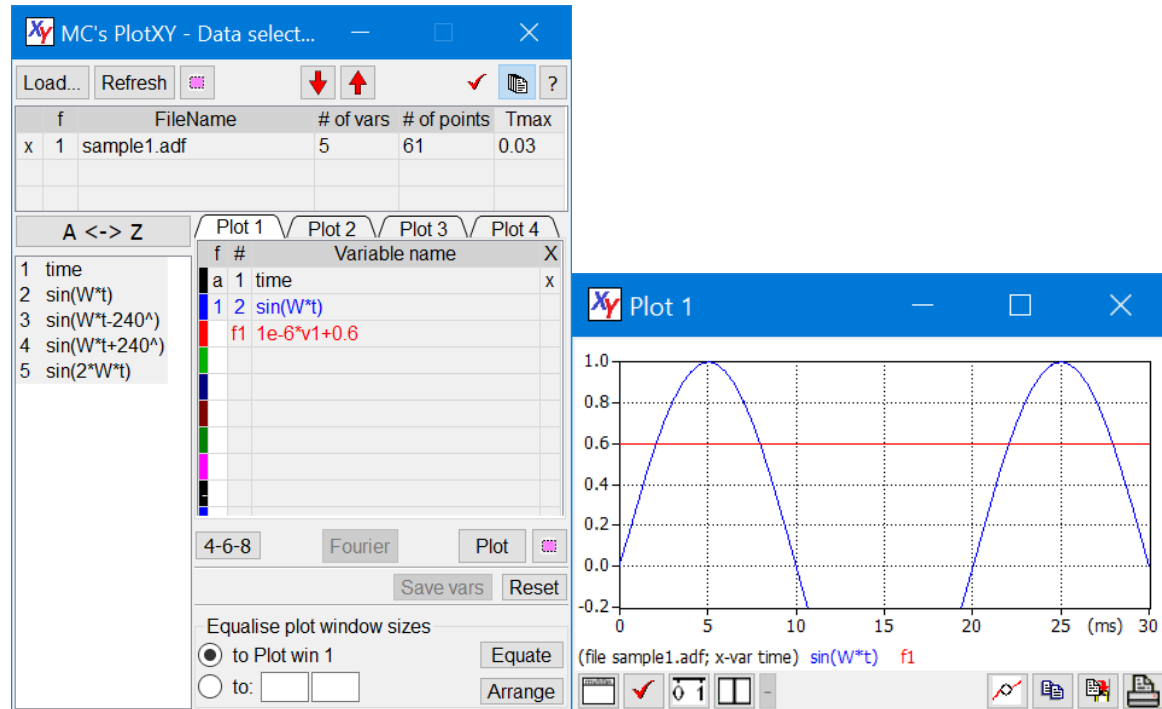 MC's PlotXY - Data select...
Load... Refresh ?
f FileName # of vars # of points Tmax
x 1 sample1.adf 5 61 0.03
A <-> Z
1 time
2 sin(W*t)
3 sin(W*t-240^)
4 sin(W*t+240^)
5 sin(2*W*t)
Plot 1 Plot 2 Plot 3 Plot 4
f # Variable name X
a 1 time x
1 2 sin(W*t)
f1 1e-6*v1+0.6
4-6-8 Fourier Plot
Save vars Reset
Equalise plot window sizes
to Plot win 1 Equate
to: Arrange
Xy Plot 1
1.0
0.8
0.6
0.4
0.2
0.0
-0.2
0 5 10 15 20 25 (ms) 30
(file sample1.adf; x-var time) sin(W*t) f1
0 1